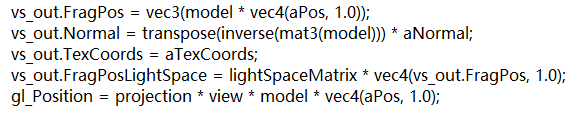 vs_out.FragPos = vec3(model * vec4(aPos, 1.0));
vs_out.Normal = transpose(inverse(mat3(model))) * aNormal;
vs_out.TexCoords = aTexCoords;
vs_out.FragPosLightSpace = lightSpaceMatrix * vec4(vs_out.FragPos, 1.0);
gl_Position = projection * view * model * vec4(aPos, 1.0);